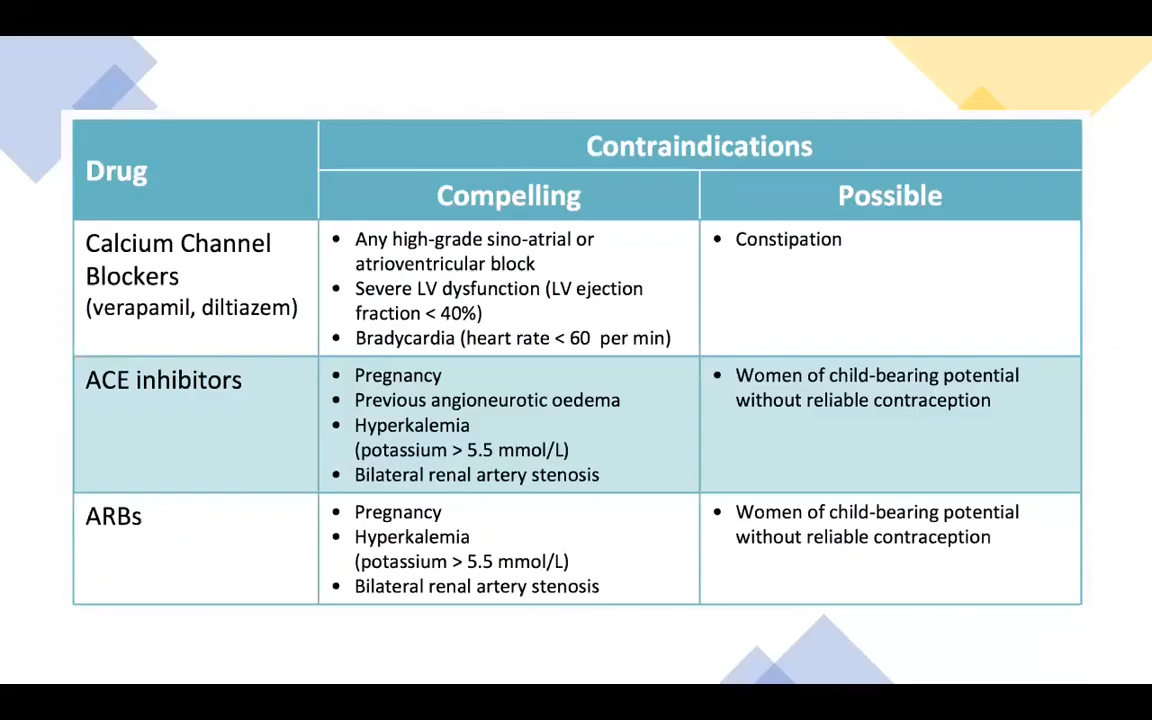 Drug
Contraindications
Compelling
Possible
Calcium Channel
Blockers
(verapamil, diltiazem)
• Any high-grade sino-atrial or
atrioventricular block
• Severe LV dysfunction (LV ejection
fraction < 40%)
• Bradycardia (heart rate < 60 per min)
• Constipation
ACE inhibitors
• Pregnancy
• Previous angioneurotic oedema
• Hyperkalemia
(potassium > 5.5 mmol/L)
• Bilateral renal artery stenosis
• Women of child-bearing potential
without reliable contraception
ARBs
• Pregnancy
• Hyperkalemia
(potassium > 5.5 mmol/L)
• Bilateral renal artery stenosis
• Women of child-bearing potential
without reliable contraception